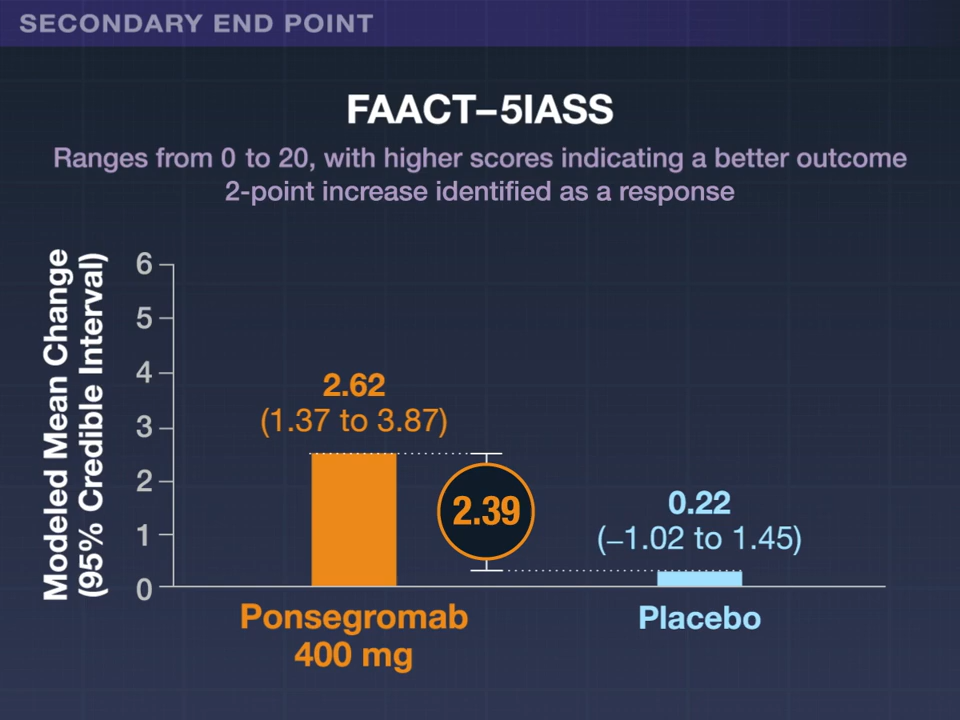 SECONDARY END POINT
FAACT–5IASS
Ranges from 0 to 20, with higher scores indicating a better outcome
2-point increase identified as a response
Modeled Mean Change
(95% Credible Interval)
6
5
4
3
2
1
0
2.62
(1.37 to 3.87)
2.39
0.22
(–1.02 to 1.45)
Ponsegromab
400 mg
Placebo